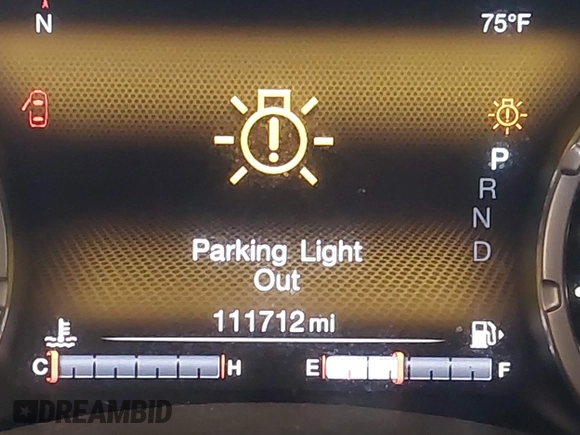 N
75°F
P
R
N
D
Parking Light
Out
111712 mi
C H E F
DREAMBID